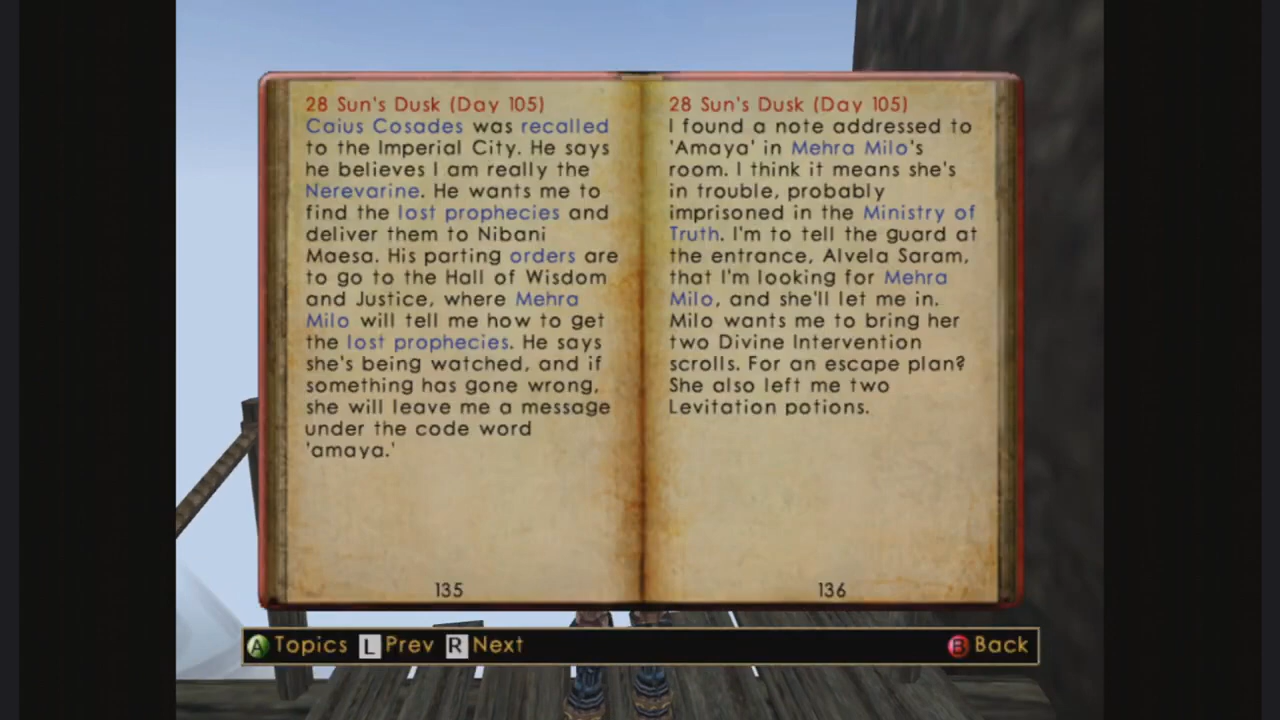 28 Sun's Dusk (Day 105)
Caius Cosades was recalled
to the Imperial City. He says
he believes I am really the
Nerevarine. He wants me to
find the lost prophecies and
deliver them to Nibani
Maesa. His parting orders are
to go to the Hall of Wisdom
and Justice, where Mehra
Milo will tell me how to get
the lost prophecies. He says
she's being watched, and if
something has gone wrong,
she will leave me a message
under the code word
'amaya.'
135
28 Sun's Dusk (Day 105)
I found a note addressed to
'Amaya' in Mehra Milo's
room. I think it means she's
in trouble, probably
imprisoned in the Ministry of
Truth. I'm to tell the guard at
the entrance, Alvela Saram,
that I'm looking for Mehra
Milo, and she'll let me in.
Milo wants me to bring her
two Divine Intervention
scrolls. For an escape plan?
She also left me two
Levitation potions.
136
A Topics L Prev R Next B Back